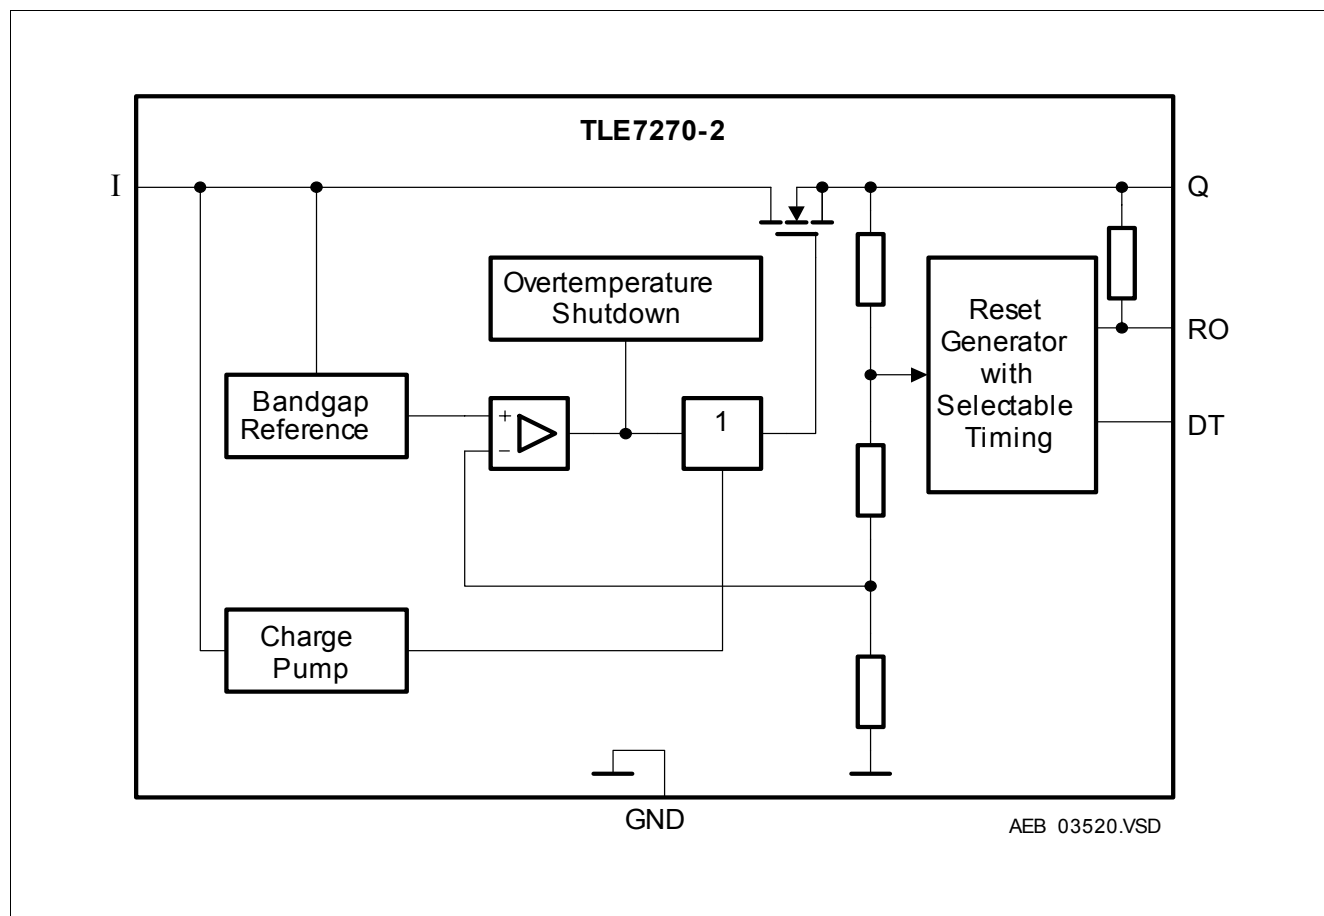 TLE7270-2
I
Q
Overtemperature
Shutdown
Reset
Generator
with
Selectable
Timing
RO
Bandgap
Reference
+
−
1
DT
Charge
Pump
GND
AEB 03520.VSD